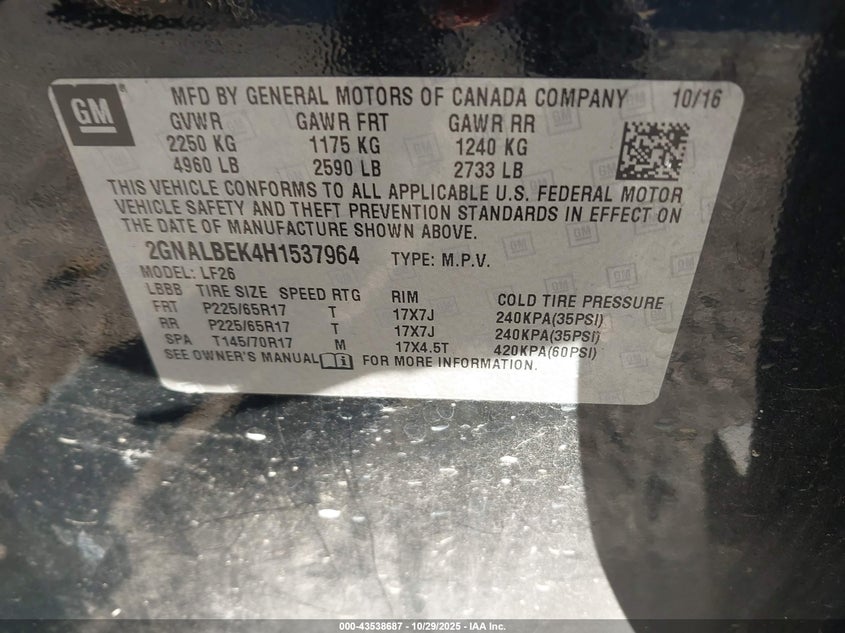 GM
MFD BY GENERAL MOTORS OF CANADA COMPANY 10/16
GVWR GAWR FRT GAWR RR
2250 KG 1175 KG 1240 KG
4960 LB 2590 LB 2733 LB
THIS VEHICLE CONFORMS TO ALL APPLICABLE U.S. FEDERAL MOTOR
VEHICLE SAFETY AND THEFT PREVENTION STANDARDS IN EFFECT ON
THE DATE OF MANUFACTURE SHOWN ABOVE.
2GNALBEK4H1537964 TYPE: M.P.V.
MODEL: LF26
LBBB TIRE SIZE SPEED RTG RIM COLD TIRE PRESSURE
FRT P225/65R17 T 17X7J 240KPA(35PSI)
RR P225/65R17 T 17X7J 240KPA(35PSI)
SPA T145/70R17 M 17X4.5T 420KPA(60PSI)
SEE OWNER'S MANUAL i FOR MORE INFORMATION.
000-43538687 - 10/29/2025 - IAA Inc.